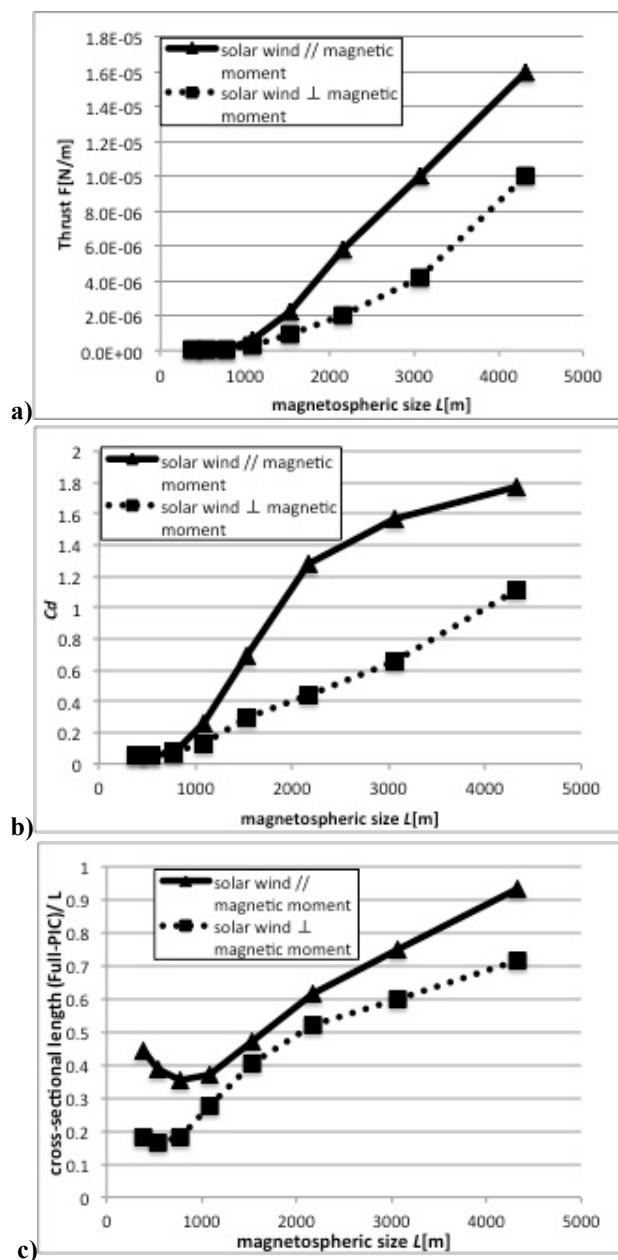 1.8E-05
1.6E-05
1.4E-05
1.2E-05
1.0E-05
8.0E-06
6.0E-06
4.0E-06
2.0E-06
0.0E+00
Thrust F[N/m]
solar wind // magnetic
moment
solar wind ⊥ magnetic
moment
0 1000 2000 3000 4000 5000
magnetospheric size L[m]
a)
2
1.8
1.6
1.4
1.2
1
0.8
0.6
0.4
0.2
0
Cd
solar wind // magnetic
moment
solar wind ⊥ magnetic
moment
0 1000 2000 3000 4000 5000
magnetospheric size L[m]
b)
1
0.9
0.8
0.7
0.6
0.5
0.4
0.3
0.2
0.1
0
cross-sectional length (Full-PIC)/ L
solar wind //
magnetic moment
solar wind ⊥
magnetic moment
0 1000 2000 3000 4000 5000
magnetospheric size L[m]
c)